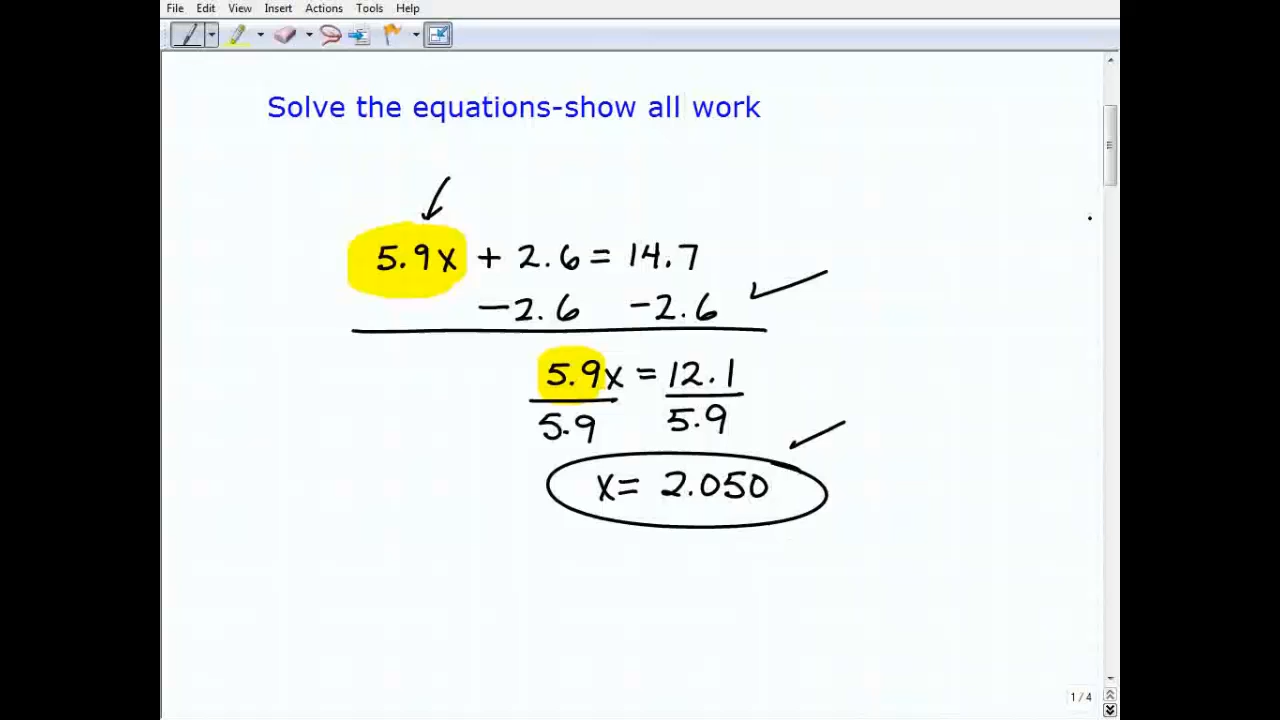 File Edit View Insert Actions Tools Help
Solve the equations-show all work
5.9x + 2.6 = 14.7
-2.6 -2.6
5.9x = 12.1
5.9 5.9
x= 2.050
1 / 4